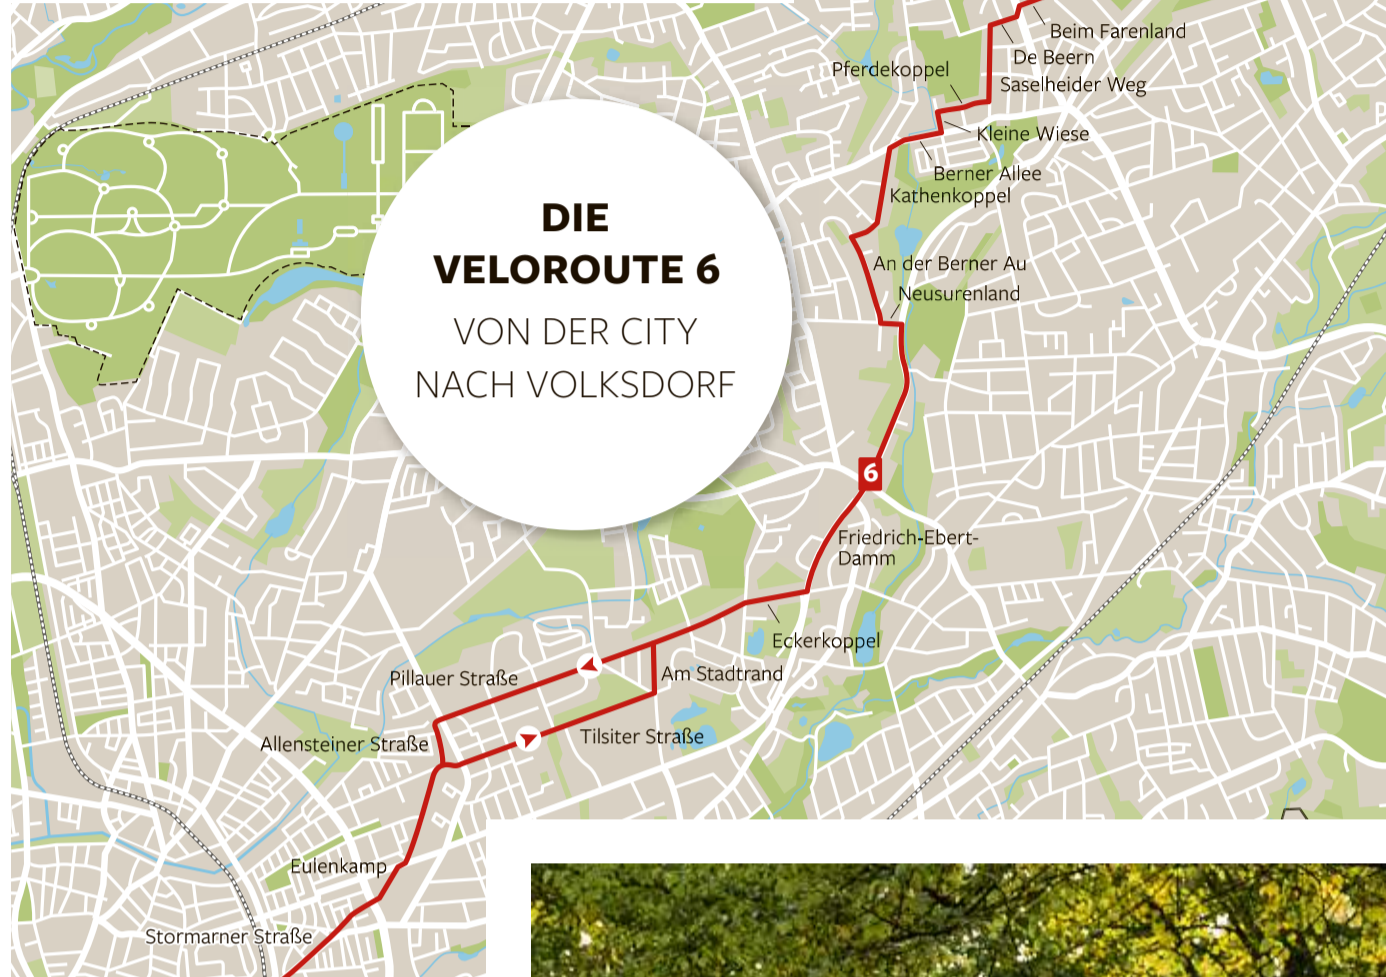 Beim Farenland
De Beern
Pferdekoppel
Saselheider Weg
Kleine Wiese
Berner Allee
Kathenkoppel
DIE
VELOROUTE 6
VON DER CITY
NACH VOLKSDORF
An der Berner Au
Neusurenland
6
Friedrich-Ebert-
Damm
Eckerkoppel
Pillauer Straße
Am Stadtrand
Allensteiner Straße
Tilsiter Straße
Eulenkamp
Stormarner Straße